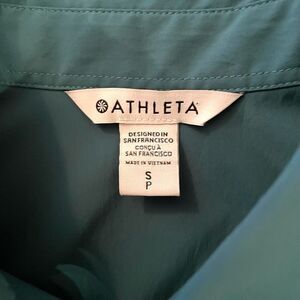 ATHLETA
DESIGNED IN
SAN FRANCISCO
CONÇU À
SAN FRANCISCO
MADE IN VIETNAM
S
P